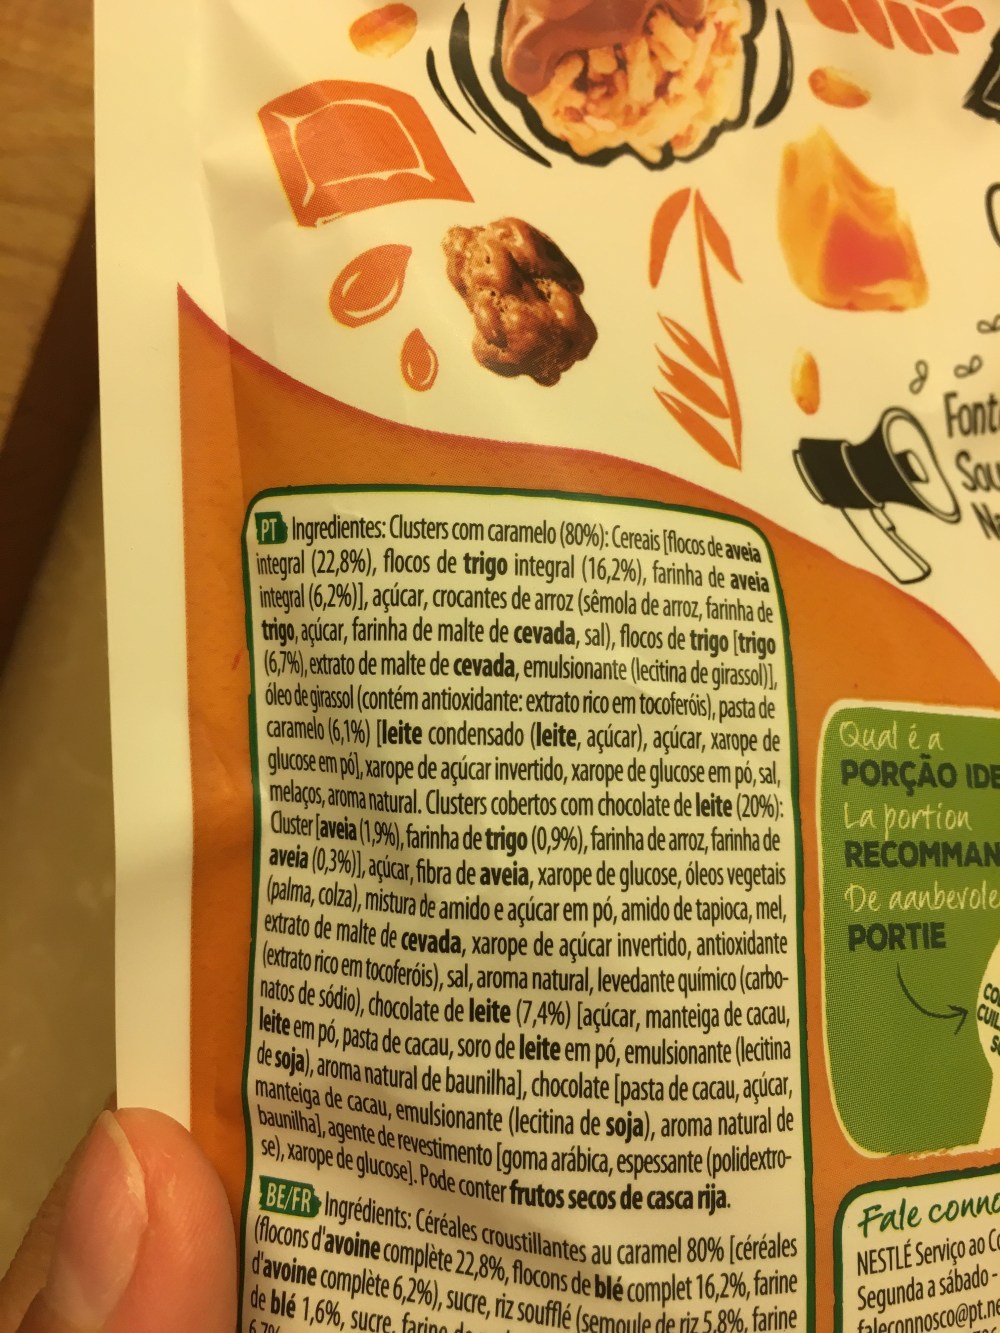 Font
Sou
N
PT Ingredientes: Clusters com caramelo (80%): Cereais [flocos de aveia
integral (22,8%), flocos de trigo integral (16,2%), farinha de aveia
integral (6,2%)], açúcar, crocantes de arroz (sêmola de arroz, farinha de
trigo, açúcar, farinha de malte de cevada, sal), flocos de trigo [trigo
(6,7%), extrato de malte de cevada, emulsionante (lecitina de girassol)],
óleo de girassol (contém antioxidante: extrato rico em tocoferóis), pasta de
caramelo (6,1%) [leite condensado (leite, açúcar), açúcar, xarope de
glucose em pó], xarope de açúcar invertido, xarope de glucose em pó, sal,
melaços, aroma natural. Clusters cobertos com chocolate de leite (20%):
Cluster [aveia (1,9%), farinha de trigo (0,9%), farinha de arroz, farinha de
aveia (0,3%)], açúcar, fibra de aveia, xarope de glucose, óleos vegetais
(palma, colza), mistura de amido e açúcar em pó, amido de tapioca, mel,
extrato de malte de cevada, xarope de açúcar invertido, antioxidante
(extrato rico em tocoferóis), sal, aroma natural, levedante químico (carbo-
natos de sódio), chocolate de leite (7,4%) [açúcar, manteiga de cacau,
leite em pó, pasta de cacau, soro de leite em pó, emulsionante (lecitina
de soja), aroma natural de baunilha], chocolate [pasta de cacau, açúcar,
manteiga de cacau, emulsionante (lecitina de soja), aroma natural de
baunilha], agente de revestimento [goma arábica, espessante (polidextro-
se), xarope de glucose]. Pode conter frutos secos de casca rija.
BE/FR Ingrédients: Céréales croustillantes au caramel 80% [céréales
(flocons d'avoine complète 22,8%, flocons de blé complet 16,2%, farine
d'avoine complète 6,2%), sucre, riz soufflé (semoule de riz 5,8%, farine
de blé 1,6%, sucre, farine
Qual é a
PORÇÃO IDE
La portion
RECOMMAN
De aanbevole
PORTIE
CO
CUIL
S
Fale conno
NESTLÉ Serviço ao Co
Segunda a sábado -
faleconnosco@pt.ne